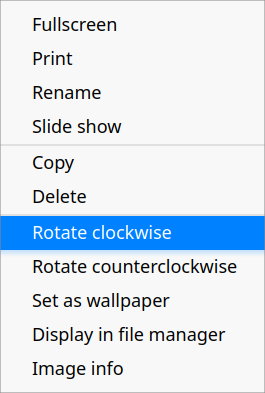 Fullscreen
Print
Rename
Slide show
Copy
Delete
Rotate clockwise
Rotate counterclockwise
Set as wallpaper
Display in file manager
Image info